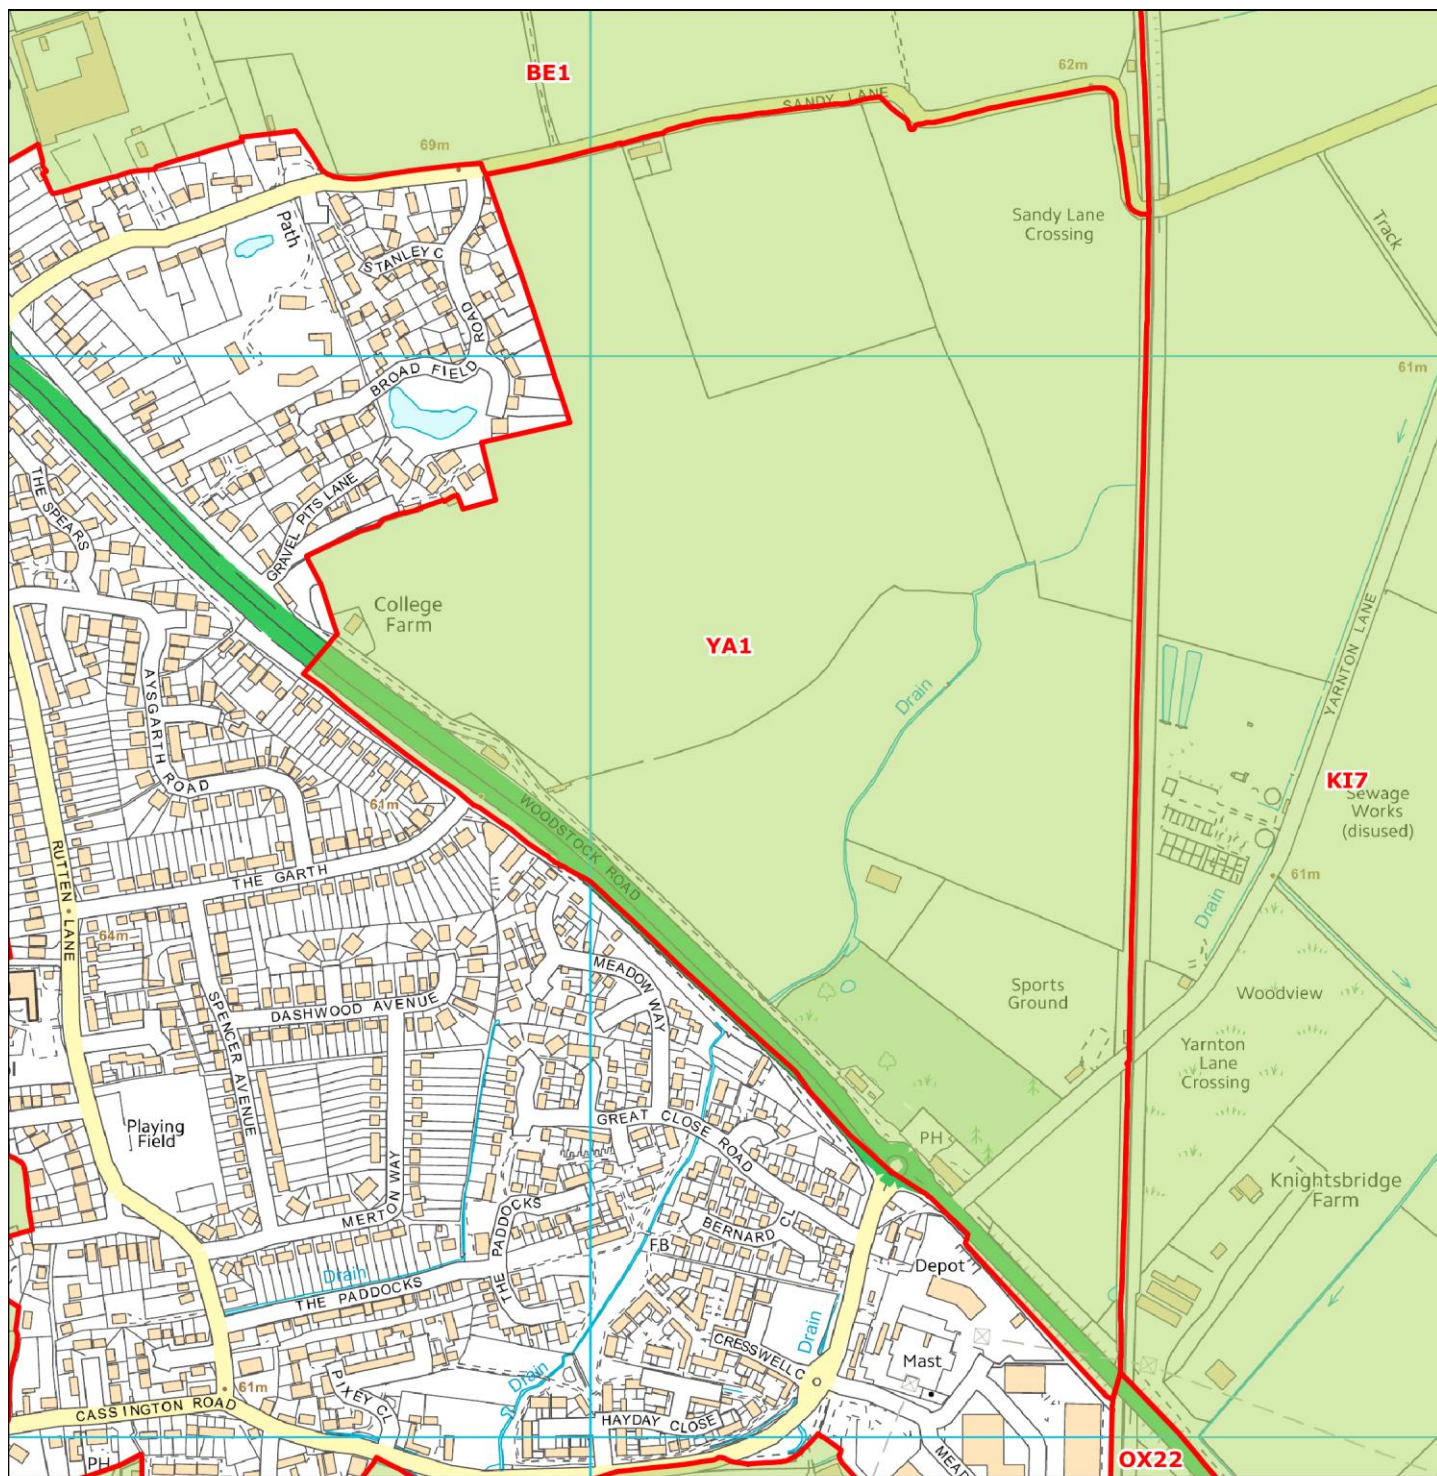 BE1
62m
SANDY LANE
69m
Sandy Lane
Crossing
Path
Track
STANLEY C
ROAD
BROAD FIELD
61m
THE SPEARS
GRAVEL PITS LANE
College
Farm
YA1
Drain
YARNTON LANE
AYSGARTH ROAD
61m
WOODSTOCK ROAD
KI7
Sewage
Works
(disused)
RUTTEN LANE
THE GARTH
61m
64m
Drain
MEADOW WAY
Sports
Ground
Woodview
SPENCER AVENUE
DASHWOOD AVENUE
Yarnton
Lane
Crossing
Playing
Field
GREAT CLOSE ROAD
PH
MERTON WAY
THE PADDOCKS
BERNARD CL
Knightsbridge
Farm
FB
Depot
Drain
THE PADDOCKS
Drain
CRESSWELL C
Mast
Drain
61m
PIXEY CL
CASSINGTON ROAD
HAYDAY CLOSE
PH
MEAD
OX22